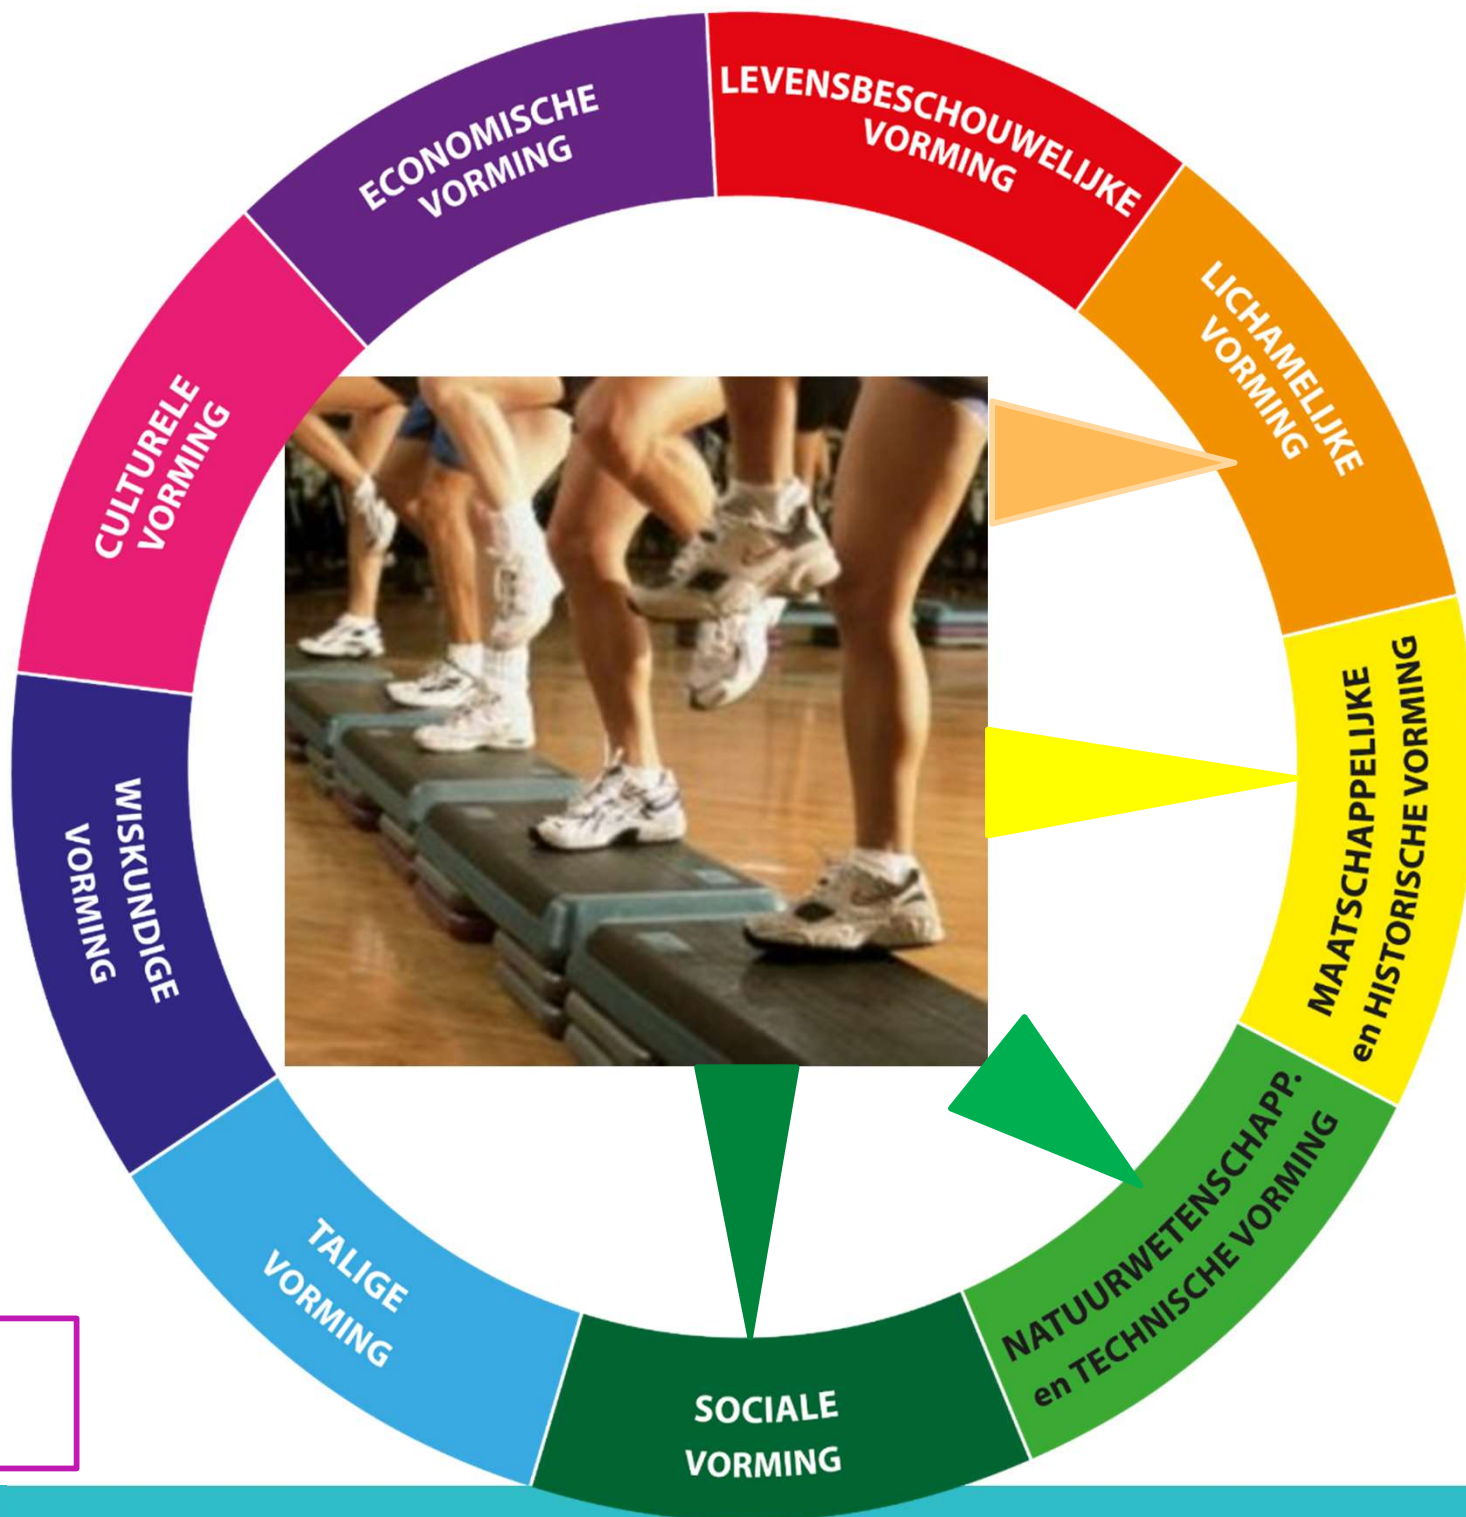 LEVENSBESCHOUWELIJKE
VORMING
LICHAMELIJKE
VORMING
MAATSCHAPPELIJKE
en HISTORISCHE VORMING
NATUURWETENSCHAPP.
en TECHNISCHE VORMING
SOCIALE
VORMING
TALIGE
VORMING
WISKUNDIGE
VORMING
CULTURELE
VORMING
ECONOMISCHE
VORMING